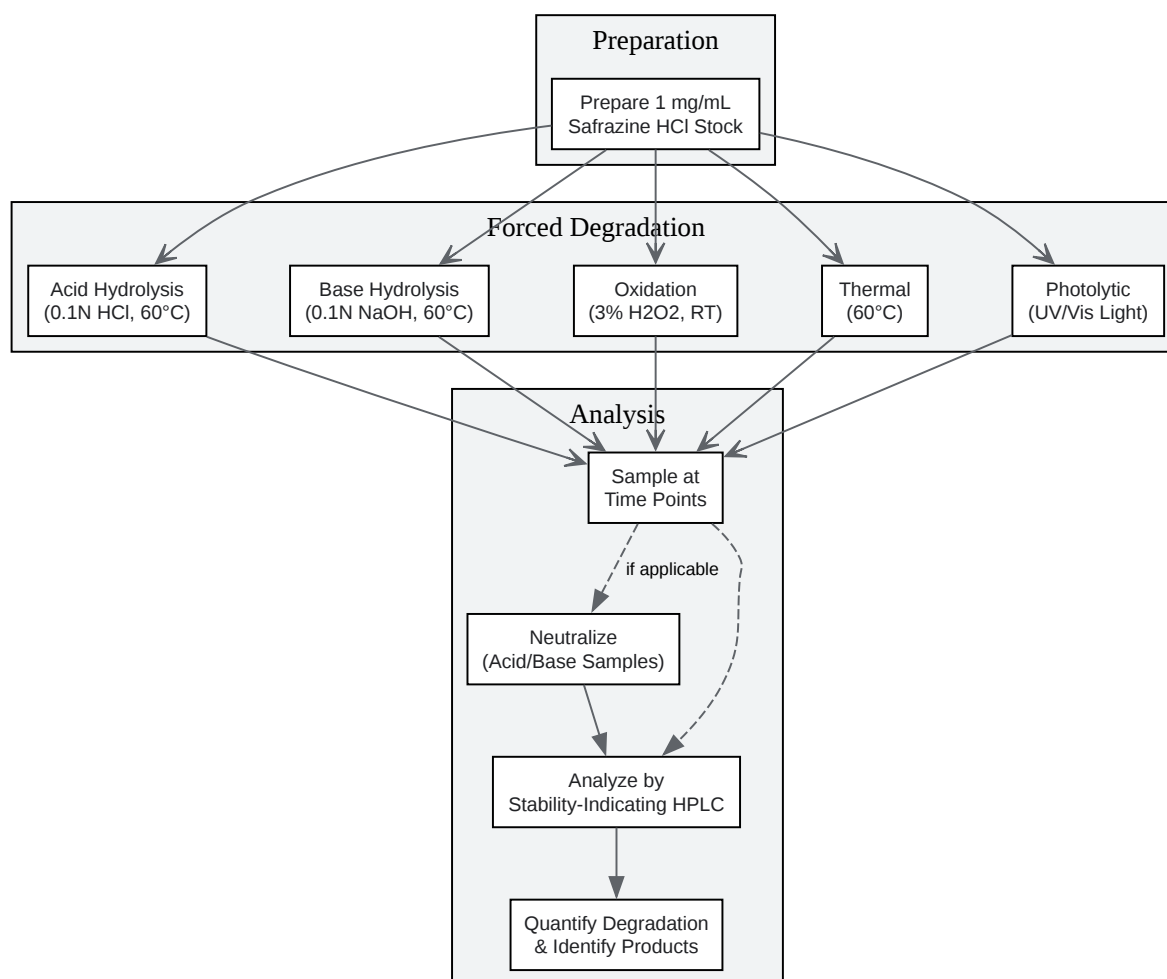 Preparation
Prepare 1 mg/mL
Safrazine HCl Stock
Forced Degradation
Acid Hydrolysis
(0.1N HCl, 60°C)
Base Hydrolysis
(0.1N NaOH, 60°C)
Oxidation
(3% H2O2, RT)
Thermal
(60°C)
Photolytic
(UV/Vis Light)
Analysis
Sample at
Time Points
if applicable
Neutralize
(Acid/Base Samples)
Analyze by
Stability-Indicating HPLC
Quantify Degradation
& Identify Products